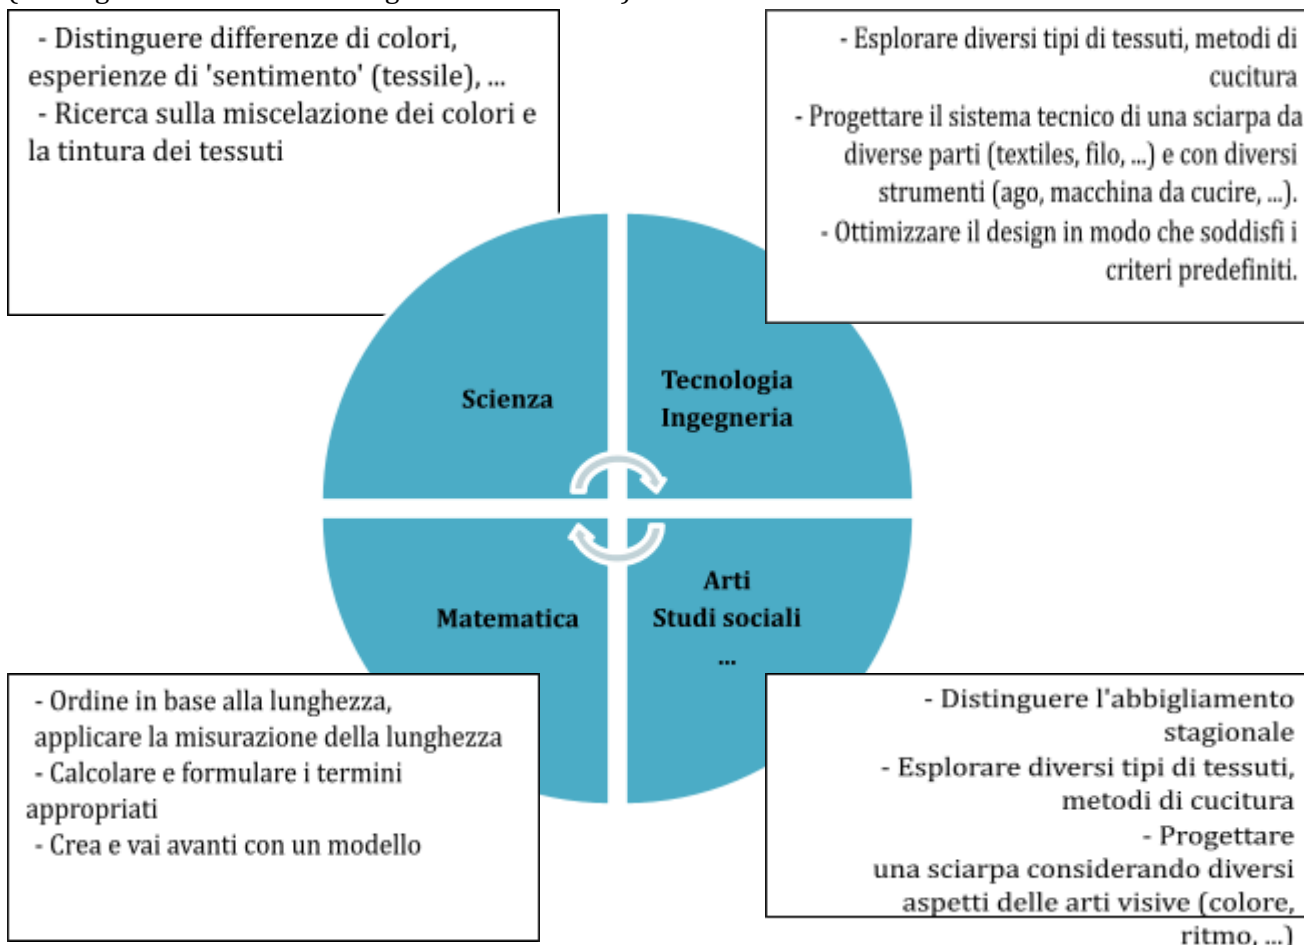 - Distinguere differenze di colori,
esperienze di 'sentimento' (tessile), ...
- Ricerca sulla miscelazione dei colori e
la tintura dei tessuti
- Esplorare diversi tipi di tessuti, metodi di
cucitura
- Progettare il sistema tecnico di una sciarpa da
diverse parti (textiles, filo, ...) e con diversi
strumenti (ago, macchina da cucire, ...).
- Ottimizzare il design in modo che soddisfi i
criteri predefiniti.
Scienza
Tecnologia
Ingegneria
Matematica
Arti
Studi sociali
...
- Ordine in base alla lunghezza,
applicare la misurazione della lunghezza
- Calcolare e formulare i termini
appropriati
- Crea e vai avanti con un modello
- Distinguere l'abbigliamento
stagionale
- Esplorare diversi tipi di tessuti,
metodi di cucitura
- Progettare
una sciarpa considerando diversi
aspetti delle arti visive (colore,
ritmo, ...)